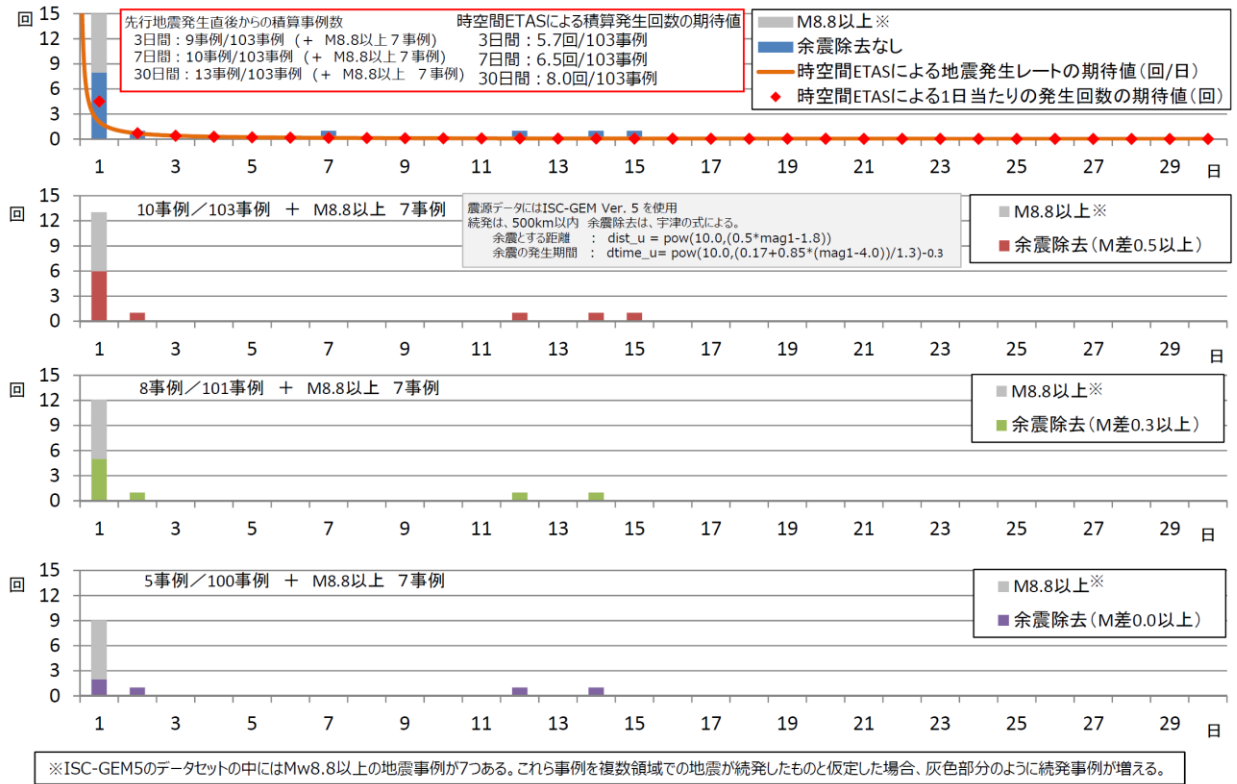 回
15
12
9
6
3
0
先行地震発生直後からの積算事例数
3日間：9事例/103事例 (+ M8.8以上 7事例)
7日間：10事例/103事例 (+ M8.8以上 7事例)
30日間：13事例/103事例 (+ M8.8以上 7事例)
時空間ETASによる積算発生回数の期待値
3日間：5.7回/103事例
7日間：6.5回/103事例
30日間：8.0回/103事例
M8.8以上※
余震除去なし
時空間ETASによる地震発生レートの期待値(回/日)
時空間ETASによる1日当たりの発生回数の期待値(回)
1 3 5 7 9 11 13 15 17 19 21 23 25 27 29 日
回
15
12
9
6
3
0
10事例／103事例 ＋ M8.8以上 7事例
震源データにはISC-GEM Ver. 5 を使用
続発は、500km以内 余震除去は、宇津の式による。
余震とする距離 ： dist_u = pow(10.0,(0.5*mag1-1.8))
余震の発生期間 ： dtime_u= pow(10.0,(0.17+0.85*(mag1-4.0))/1.3)-0.3
M8.8以上※
余震除去(M差0.5以上)
1 3 5 7 9 11 13 15 17 19 21 23 25 27 29 日
回
15
12
9
6
3
0
8事例／101事例 ＋ M8.8以上 7事例
M8.8以上※
余震除去(M差0.3以上)
1 3 5 7 9 11 13 15 17 19 21 23 25 27 29 日
回
15
12
9
6
3
0
5事例／100事例 ＋ M8.8以上 7事例
M8.8以上※
余震除去(M差0.0以上)
1 3 5 7 9 11 13 15 17 19 21 23 25 27 29 日
※ISC-GEM5のデータセットの中にはMw8.8以上の地震事例が7つある。これら事例を複数領域での地震が続発したものと仮定した場合、灰色部分のように続発事例が増える。